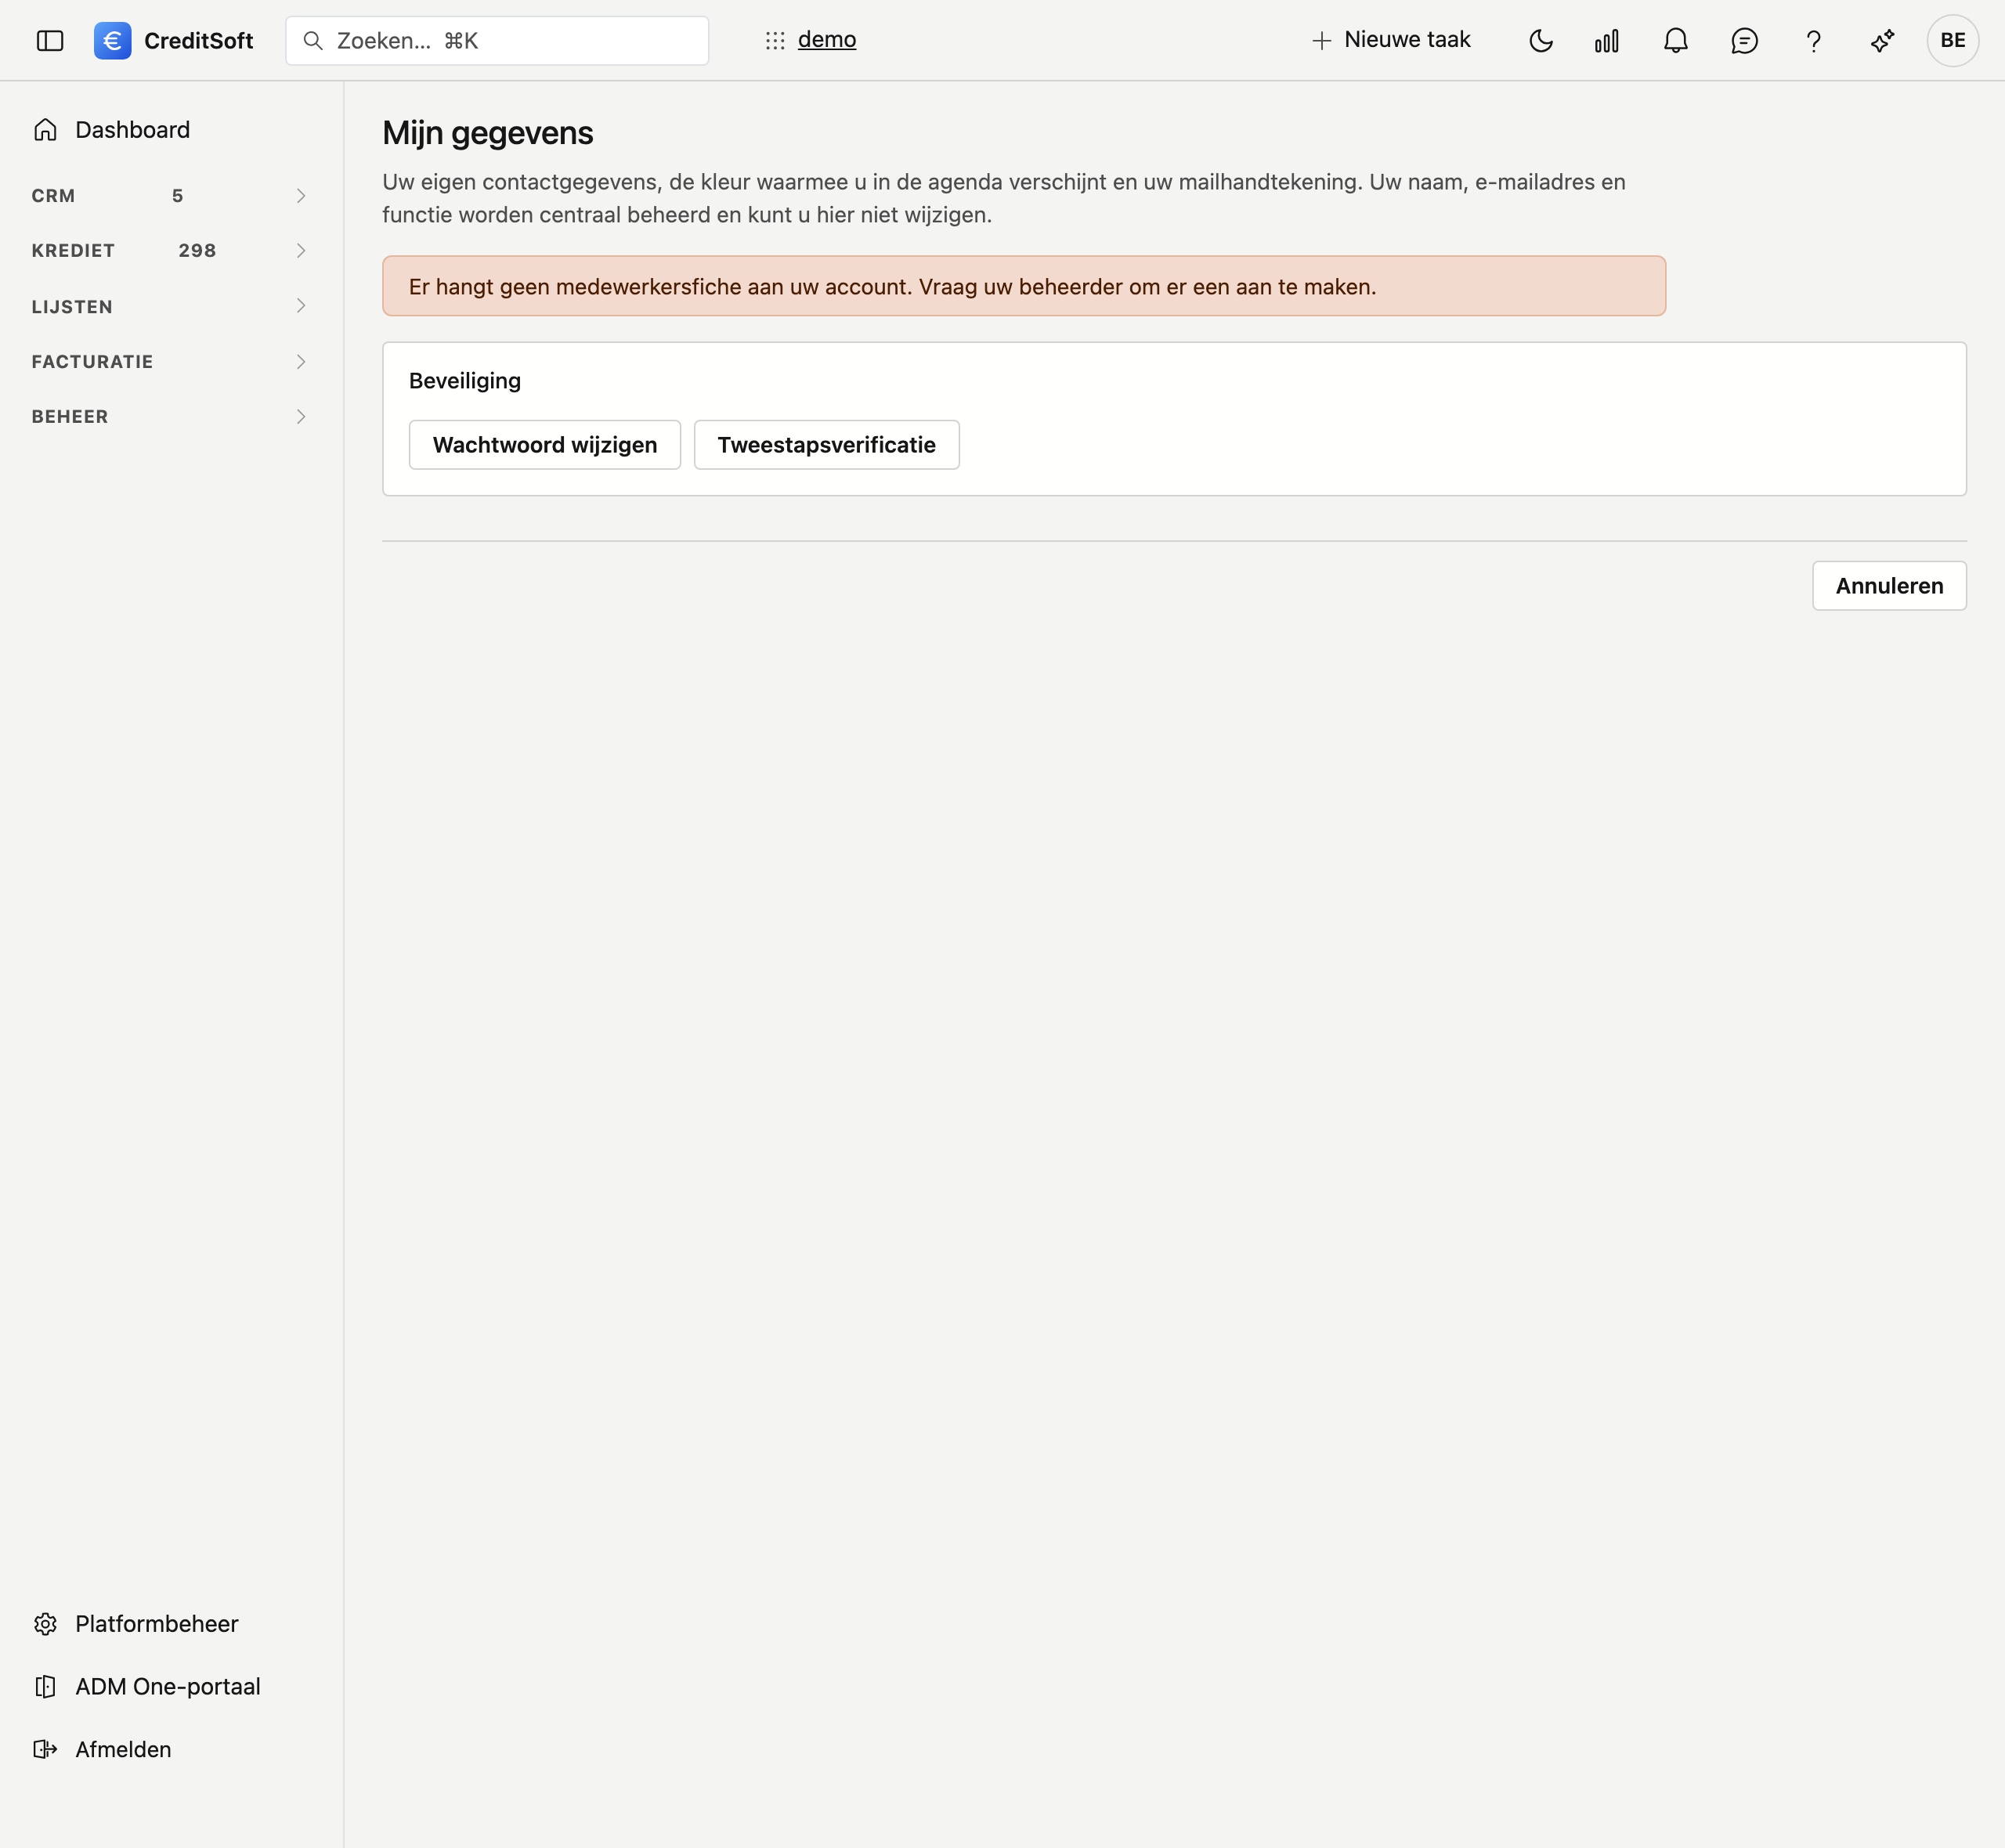 CreditSoft
Zoeken... ⌘K
demo
Nieuwe taak
BE
Dashboard
CRM 5
KREDIET 298
LIJSTEN
FACTURATIE
BEHEER
Mijn gegevens
Uw eigen contactgegevens, de kleur waarmee u in de agenda verschijnt en uw mailhandtekening. Uw naam, e-mailadres en
functie worden centraal beheerd en kunt u hier niet wijzigen.
Er hangt geen medewerkersfiche aan uw account. Vraag uw beheerder om er een aan te maken.
Beveiliging
Wachtwoord wijzigen
Tweestapsverificatie
Annuleren
Platformbeheer
ADM One-portaal
Afmelden